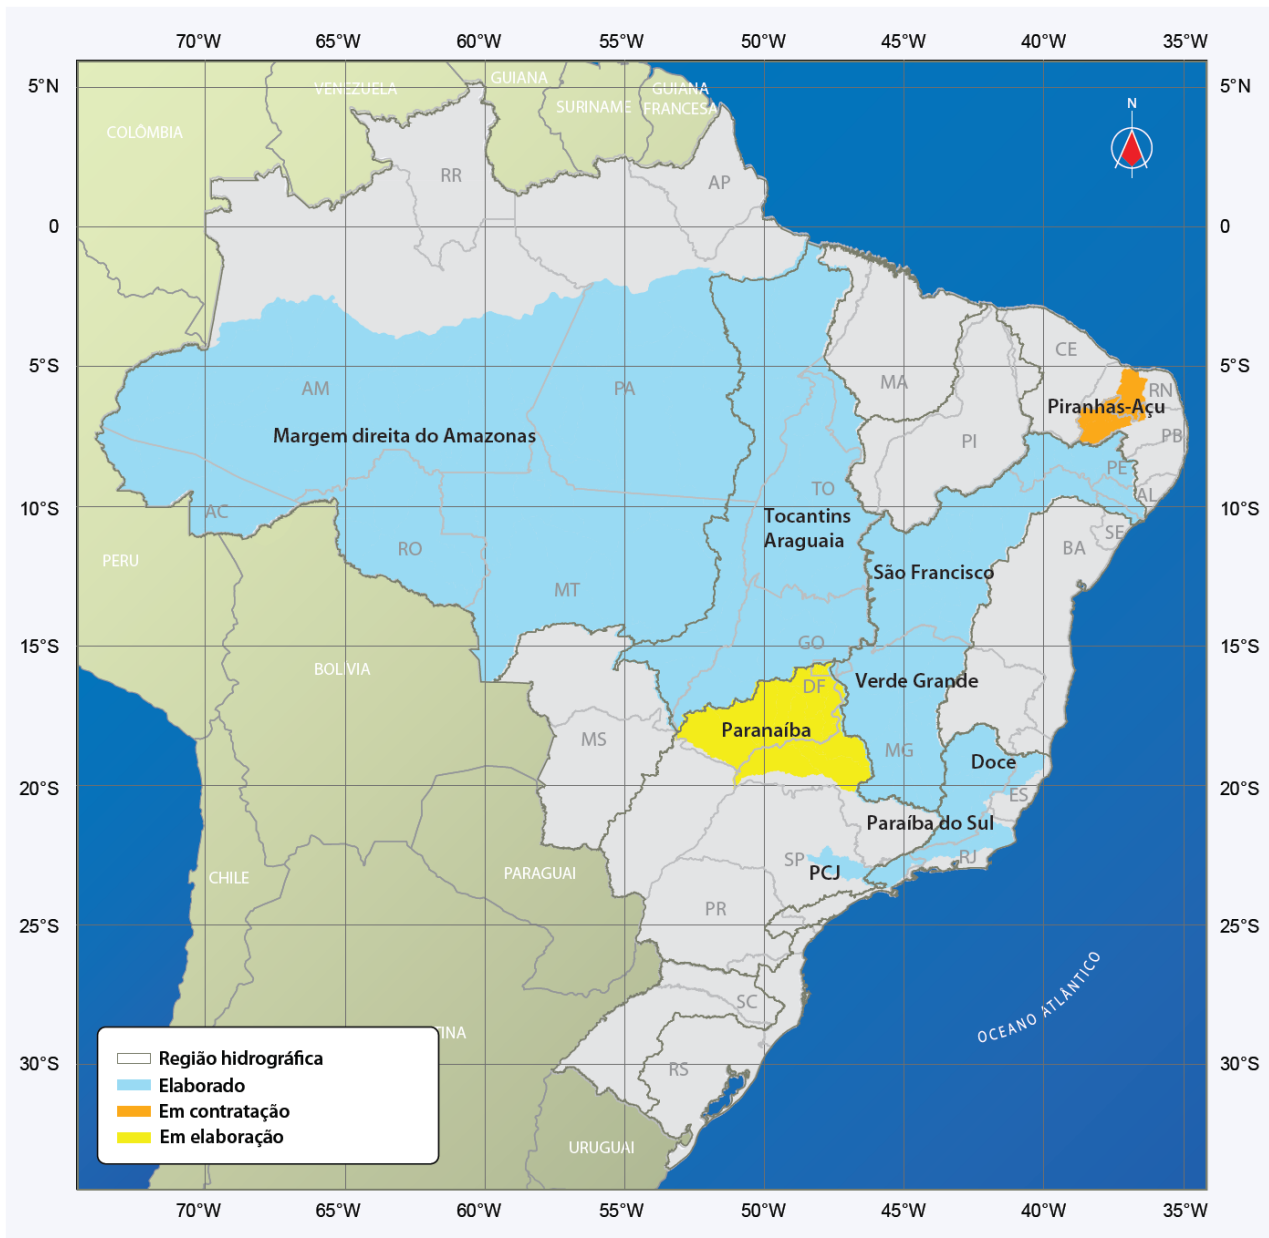 70°W 65°W 60°W 55°W 50°W 45°W 40°W 35°W
5°N
0
5°S
10°S
15°S
20°S
25°S
30°S
5°N
0
5°S
10°S
15°S
20°S
25°S
30°S
N
VENEZUELA
GUIANA
SURINAME
GUIANA
FRANCESA
COLÔMBIA
RR
AP
CE
MA
RN
AM
PA
Piranhas-Açu
Margem direita do Amazonas
PI
PB
PE
TO
AL
AC
Tocantins
Araguaia
SE
RO
BA
PERU
São Francisco
MT
GO
BOLÍVIA
Verde Grande
DF
Paranaíba
MS
MG
Doce
ES
Paraíba do Sul
SP
RJ
PCJ
PARAGUAI
CHILE
PR
OCEANO ATLÂNTICO
SC
TINA
RS
URUGUAI
Região hidrográfica
Elaborado
Em contratação
Em elaboração
70°W 65°W 60°W 55°W 50°W 45°W 40°W 35°W